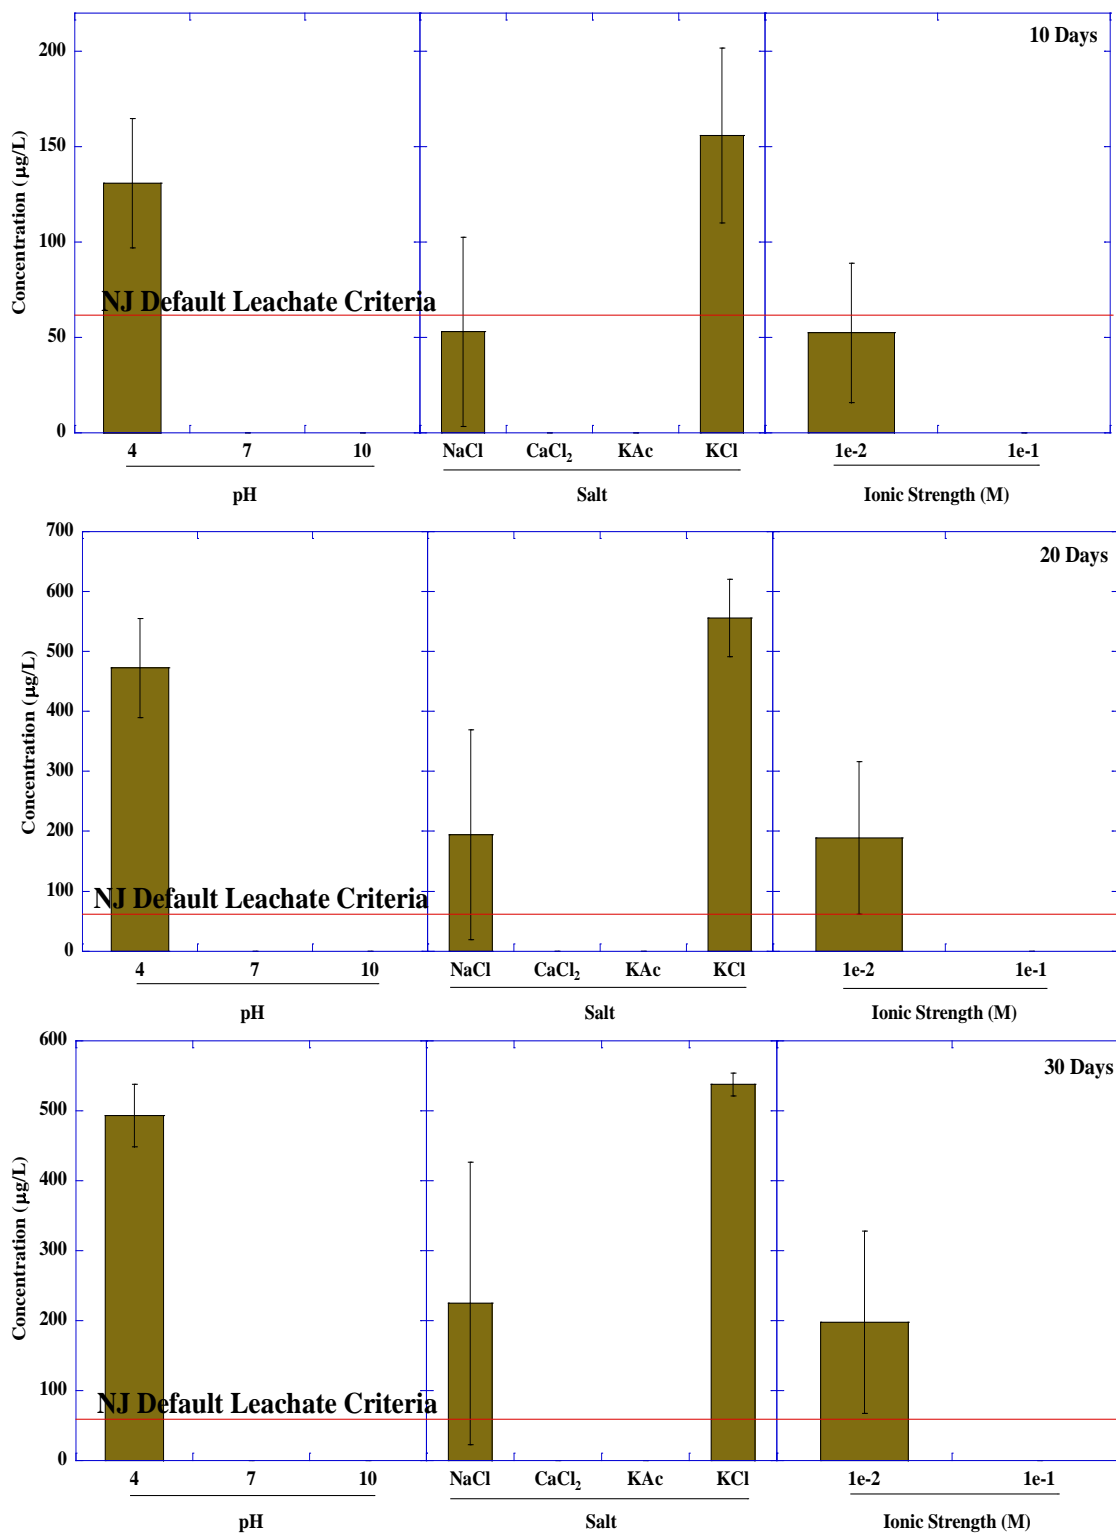 10 Days
Concentration (µg/L)
200
150
100
50
0
NJ Default Leachate Criteria
4 7 10 NaCl CaCl₂ KAc KCl 1e-2 1e-1
pH Salt Ionic Strength (M)
20 Days
Concentration (µg/L)
700
600
500
400
300
200
100
0
NJ Default Leachate Criteria
4 7 10 NaCl CaCl₂ KAc KCl 1e-2 1e-1
pH Salt Ionic Strength (M)
30 Days
Concentration (µg/L)
600
500
400
300
200
100
0
NJ Default Leachate Criteria
4 7 10 NaCl CaCl₂ KAc KCl 1e-2 1e-1
pH Salt Ionic Strength (M)